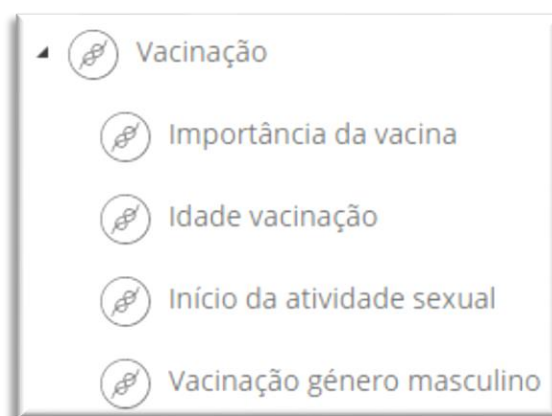 Vacinação
Importância da vacina
Idade vacinação
Início da atividade sexual
Vacinação género masculino